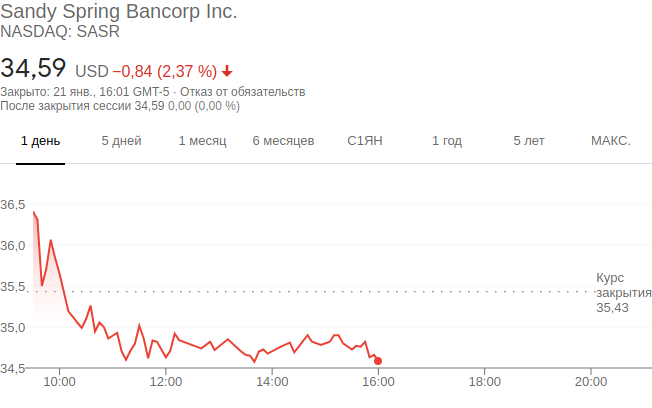 Sandy Spring Bancorp Inc.
NASDAQ: SASR
34,59 USD −0,84 (2,37 %)
Закрыто: 21 янв., 16:01 GMT-5 · Отказ от обязательств
После закрытия сессии 34,59 0,00 (0,00 %)
1 день 5 дней 1 месяц 6 месяцев С1ЯН 1 год 5 лет МАКС.
36,5
36,0
Курс
35,5
закрытия
35,43
35,0
34,5
10:00 12:00 14:00 16:00 18:00 20:00